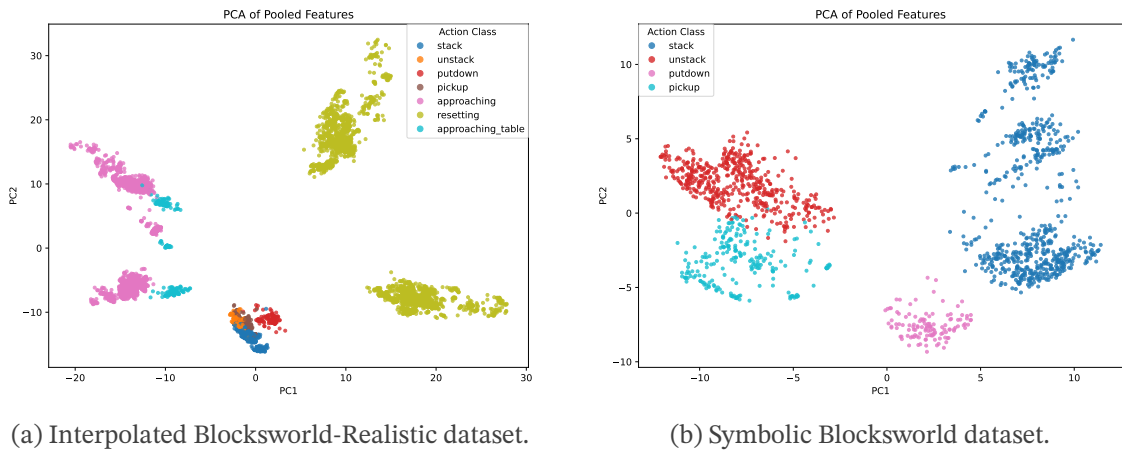 PCA of Pooled Features
Action Class
stack
unstack
putdown
pickup
approaching
resetting
approaching_table
30
20
10
0
−10
PC2
−20
−10
0
10
20
30
PC1
(a) Interpolated Blocksworld-Realistic dataset.
PCA of Pooled Features
Action Class
stack
unstack
putdown
pickup
10
5
0
−5
−10
PC2
−10
−5
0
5
10
PC1
(b) Symbolic Blocksworld dataset.